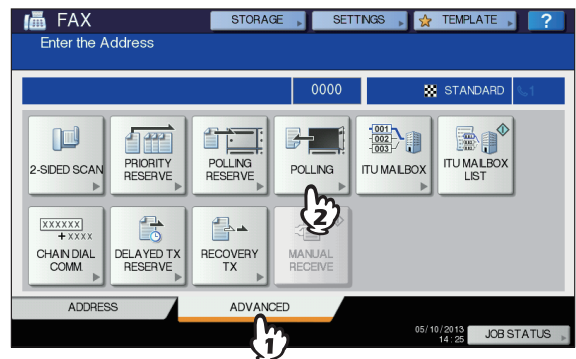 FAX
STORAGE
SETTINGS
TEMPLATE
?
Enter the Address
0000
STANDARD
1
2-SIDED SCAN
PRIORITY
RESERVE
POLLING
RESERVE
POLLING
001
002
003
ITU MAILBOX
ITU MAILBOX
LIST
2
XXXXXX
+ XXXX
CHAIN DIAL
COMM.
DELAYED TX
RESERVE
RECOVERY
TX
MANUAL
RECEIVE
ADDRESS
ADVANCED
1
05/10/2013
14:25
JOB STATUS